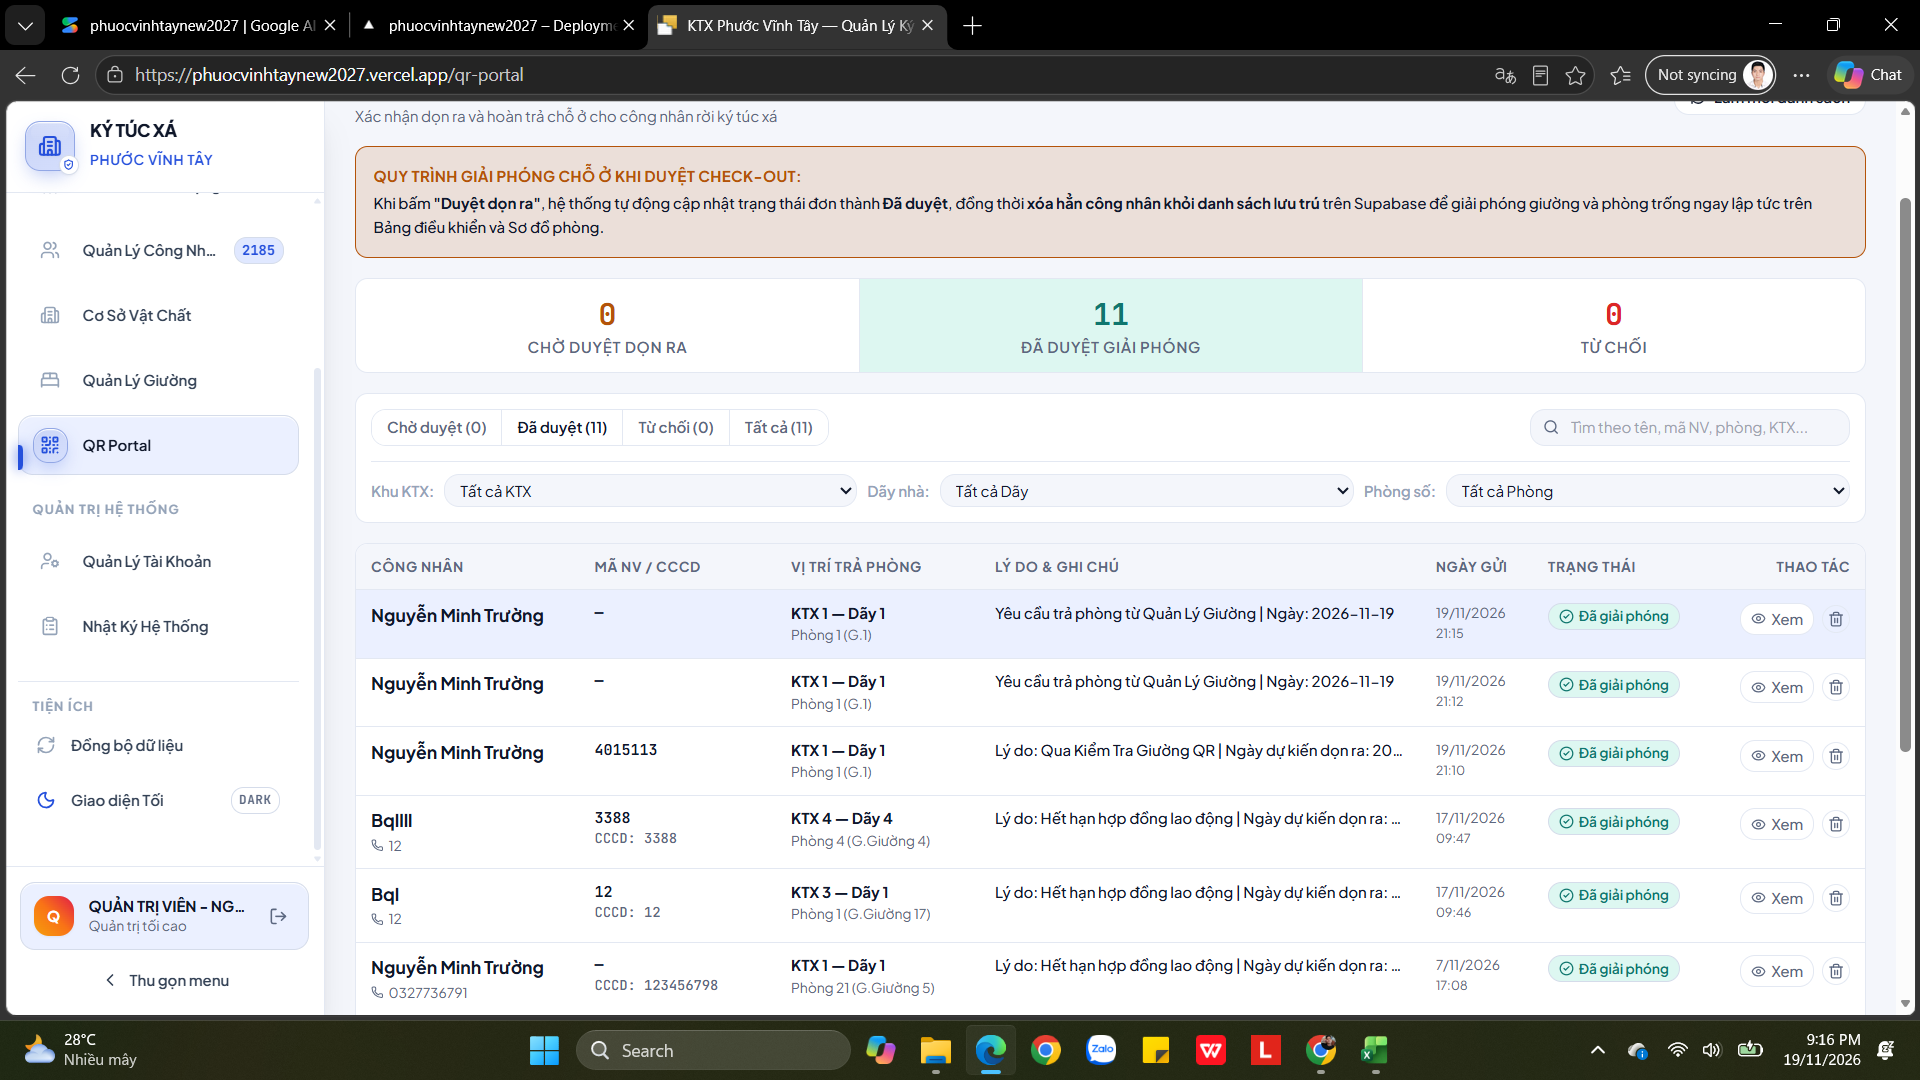 phuocvinhtaynew2027 | Google AI
phuocvinhtaynew2027 – Deployme
KTX Phước Vĩnh Tây — Quản Lý Ký
https://phuocvinhtaynew2027.vercel.app/qr-portal
Not syncing
Chat
KÝ TÚC XÁ
PHƯỚC VĨNH TÂY
Quản Lý Công Nh...
2185
Cơ Sở Vật Chất
Quản Lý Giường
QR Portal
QUẢN TRỊ HỆ THỐNG
Quản Lý Tài Khoản
Nhật Ký Hệ Thống
TIỆN ÍCH
Đồng bộ dữ liệu
Giao diện Tối
DARK
Q
QUẢN TRỊ VIÊN - NG...
Quản trị tối cao
Thu gọn menu
Làm mới danh sách
Xác nhận dọn ra và hoàn trả chỗ ở cho công nhân rời ký túc xá
QUY TRÌNH GIẢI PHÓNG CHỖ Ở KHI DUYỆT CHECK-OUT:
Khi bấm "Duyệt dọn ra", hệ thống tự động cập nhật trạng thái đơn thành Đã duyệt, đồng thời xóa hẳn công nhân khỏi danh sách lưu trú trên Supabase để giải phóng giường và phòng trống ngay lập tức trên
Bảng điều khiển và Sơ đồ phòng.
0
CHỜ DUYỆT DỌN RA
11
ĐÃ DUYỆT GIẢI PHÓNG
0
TỪ CHỐI
Chờ duyệt (0)
Đã duyệt (11)
Từ chối (0)
Tất cả (11)
Tìm theo tên, mã NV, phòng, KTX...
Khu KTX:
Tất cả KTX
Dãy nhà:
Tất cả Dãy
Phòng số:
Tất cả Phòng
CÔNG NHÂN
MÃ NV / CCCD
VỊ TRÍ TRẢ PHÒNG
LÝ DO & GHI CHÚ
NGÀY GỬI
TRẠNG THÁI
THAO TÁC
Nguyễn Minh Trường
—
KTX 1 — Dãy 1
Phòng 1 (G.1)
Yêu cầu trả phòng từ Quản Lý Giường | Ngày: 2026-11-19
19/11/2026
21:15
Đã giải phóng
Xem
Nguyễn Minh Trường
—
KTX 1 — Dãy 1
Phòng 1 (G.1)
Yêu cầu trả phòng từ Quản Lý Giường | Ngày: 2026-11-19
19/11/2026
21:12
Đã giải phóng
Xem
Nguyễn Minh Trường
4015113
KTX 1 — Dãy 1
Phòng 1 (G.1)
Lý do: Qua Kiểm Tra Giường QR | Ngày dự kiến dọn ra: 20...
19/11/2026
21:10
Đã giải phóng
Xem
Bqllll
12
3388
CCCD: 3388
KTX 4 — Dãy 4
Phòng 4 (G.Giường 4)
Lý do: Hết hạn hợp đồng lao động | Ngày dự kiến dọn ra: ...
17/11/2026
09:47
Đã giải phóng
Xem
Bql
12
12
CCCD: 12
KTX 3 — Dãy 1
Phòng 1 (G.Giường 17)
Lý do: Hết hạn hợp đồng lao động | Ngày dự kiến dọn ra: ...
17/11/2026
09:46
Đã giải phóng
Xem
Nguyễn Minh Trường
0327736791
—
CCCD: 123456798
KTX 1 — Dãy 1
Phòng 21 (G.Giường 5)
Lý do: Hết hạn hợp đồng lao động | Ngày dự kiến dọn ra: ...
7/11/2026
17:08
Đã giải phóng
Xem
28°C
Nhiều mây
Search
Zalo
9:16 PM
19/11/2026